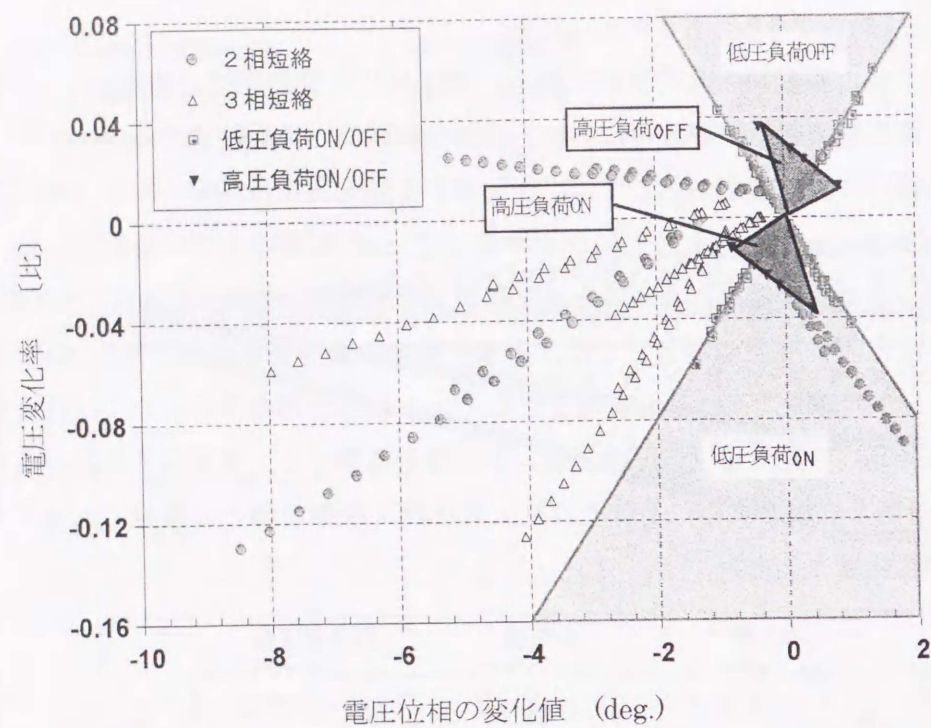 0.08
0.04
0
-0.04
-0.08
-0.12
-0.16
電圧変化率 [比]
2相短絡
3相短絡
低圧負荷ON/OFF
高圧負荷ON/OFF
低圧負荷OFF
高圧負荷OFF
高圧負荷ON
低圧負荷ON
-10
-8
-6
-4
-2
0
2
電圧位相の変化値 (deg.)